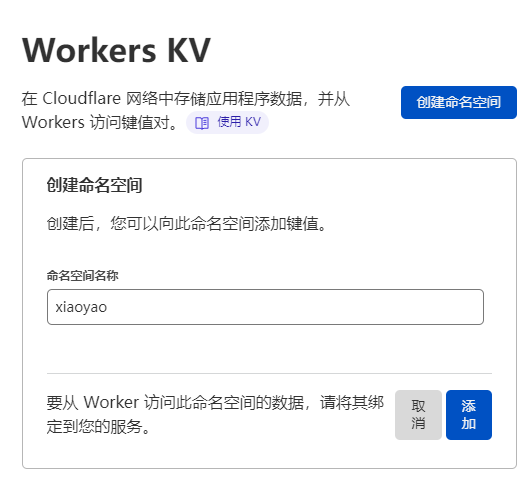 Workers KV
在 Cloudflare 网络中存储应用程序数据，并从
Workers 访问键值对。 使用 KV
创建命名空间
创建命名空间
创建后，您可以向此命名空间添加键值。
命名空间名称
xiaoyao
要从 Worker 访问此命名空间的数据，请将其绑
定到您的服务。
取
消
添
加